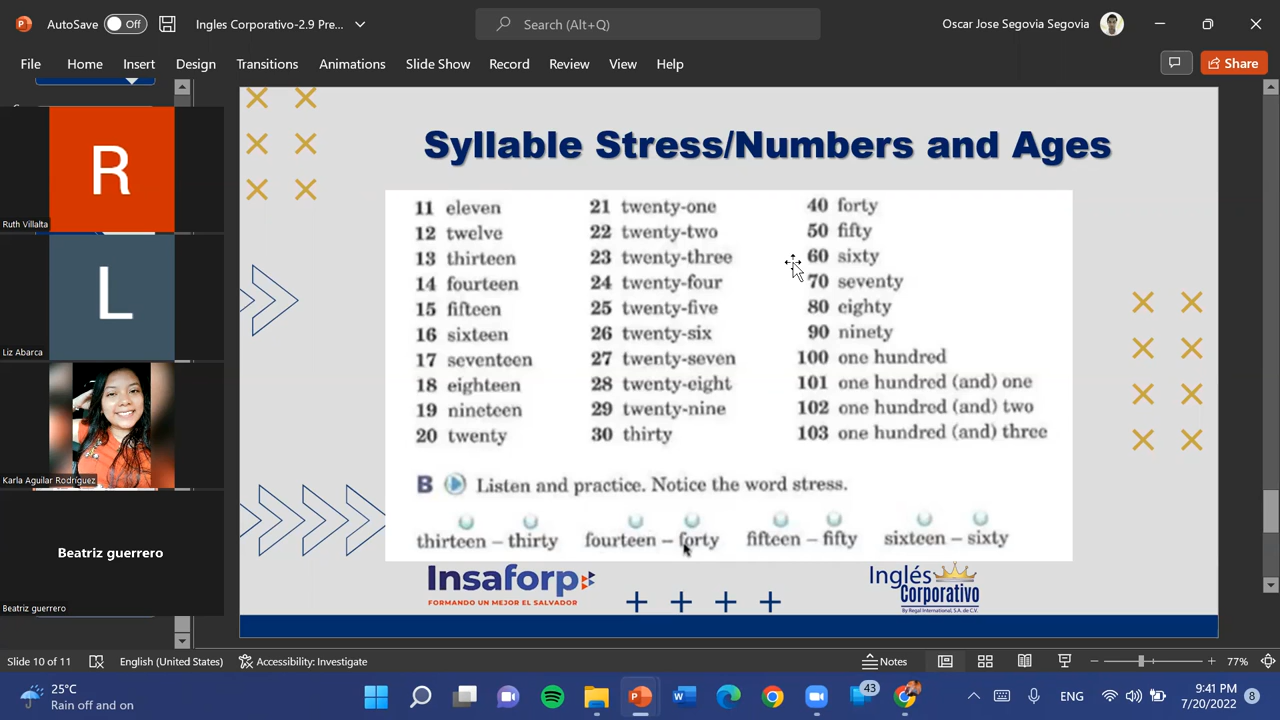 AutoSave Off Ingles Corporativo-2.9 Pre... Search (Alt+Q) Oscar Jose Segovia Segovia
File Home Insert Design Transitions Animations Slide Show Record Review View Help Share
R
Ruth Villalta
L
Liz Abarca
Karla Aguilar Rodríguez
Beatriz guerrero
Beatriz guerrero
Syllable Stress/Numbers and Ages
11 eleven 21 twenty-one 40 forty
12 twelve 22 twenty-two 50 fifty
13 thirteen 23 twenty-three 60 sixty
14 fourteen 24 twenty-four 70 seventy
15 fifteen 25 twenty-five 80 eighty
16 sixteen 26 twenty-six 90 ninety
17 seventeen 27 twenty-seven 100 one hundred
18 eighteen 28 twenty-eight 101 one hundred (and) one
19 nineteen 29 twenty-nine 102 one hundred (and) two
20 twenty 30 thirty 103 one hundred (and) three
B Listen and practice. Notice the word stress.
thirteen – thirty fourteen – forty fifteen – fifty sixteen – sixty
Insaforp
FORMANDO UN MEJOR EL SALVADOR
Inglés
Corporativo
By Regal International, S.A. de C.V.
Slide 10 of 11 English (United States) Accessibility: Investigate Notes 77%
25°C
Rain off and on
43
ENG
9:41 PM
7/20/2022
8